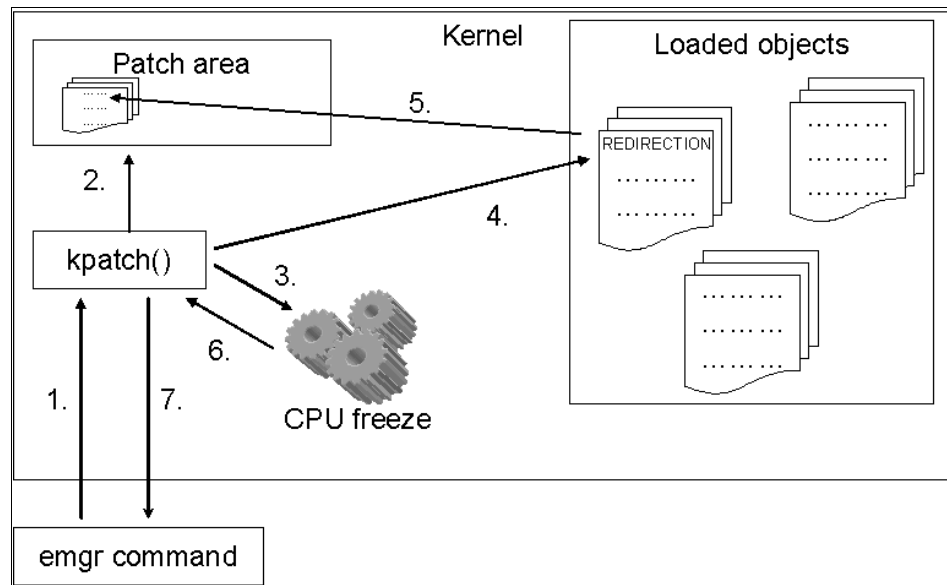 Kernel
Loaded objects
Patch area
5.
REDIRECTION
2.
4.
kpatch()
3.
6.
1.
7.
CPU freeze
emgr command